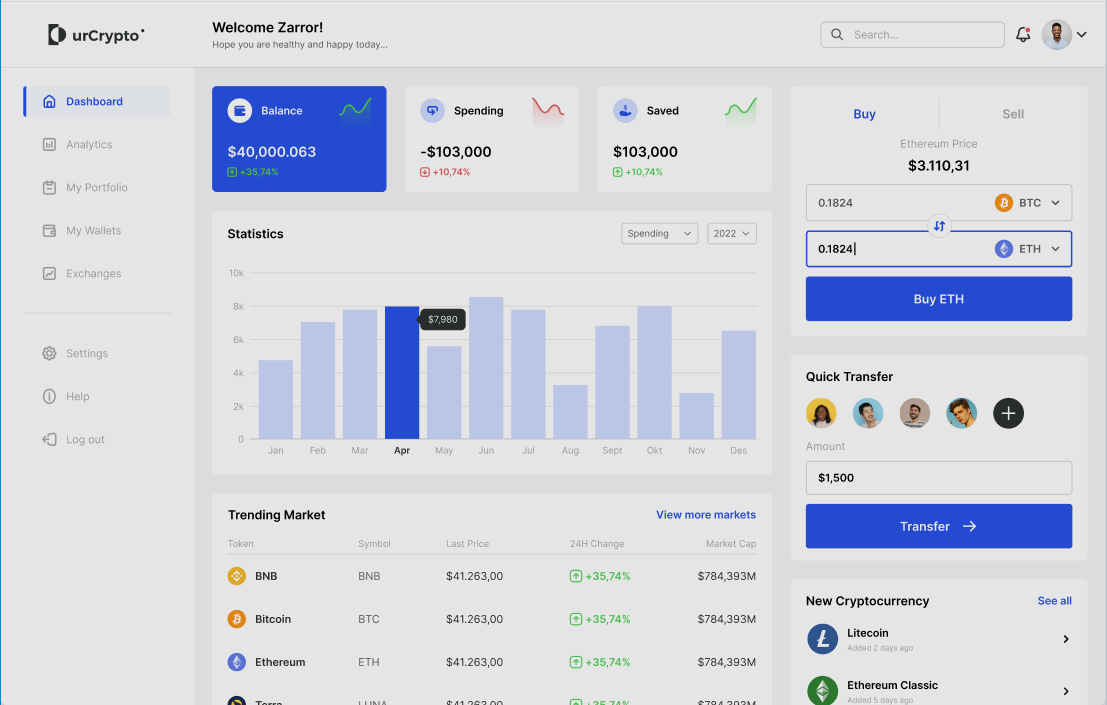 urCrypto
Welcome Zarror!
Hope you are healthy and happy today...
Search...
Dashboard
Analytics
My Portfolio
My Wallets
Exchanges
Settings
Help
Log out
Balance
$40,000.063
+35,74%
Spending
-$103,000
+10,74%
Saved
$103,000
+10,74%
Statistics
Spending
2022
10k
8k
6k
4k
2k
0
$7,980
Jan Feb Mar Apr May Jun Jul Aug Sept Okt Nov Des
Trending Market
View more markets
Token Symbol Last Price 24H Change Market Cap
BNB BNB $41.263,00 +35,74% $784,393M
Bitcoin BTC $41.263,00 +35,74% $784,393M
Ethereum ETH $41.263,00 +35,74% $784,393M
Terra LUNA $41.263,00 +35,74% $784,393M
Buy Sell
Ethereum Price
$3.110,31
0.1824 BTC
0.1824 ETH
Buy ETH
Quick Transfer
Amount
$1,500
Transfer
New Cryptocurrency
See all
Litecoin
Added 2 days ago
Ethereum Classic
Added 5 days ago